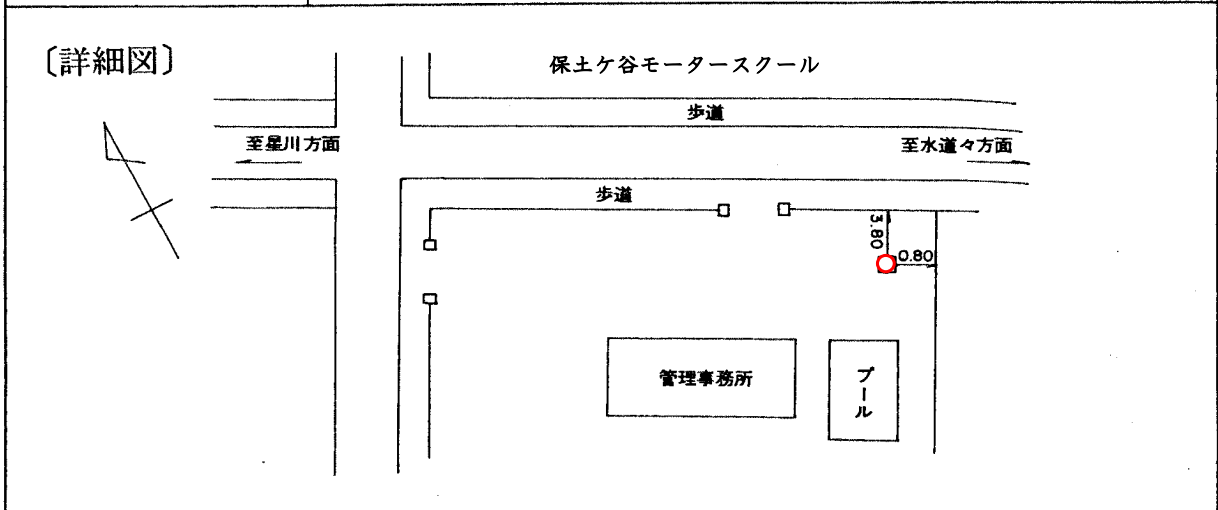 〔詳細図〕
保土ケ谷モータースクール
歩道
至星川方面
至水道々方面
歩道
3.80
0.80
管理事務所
プール